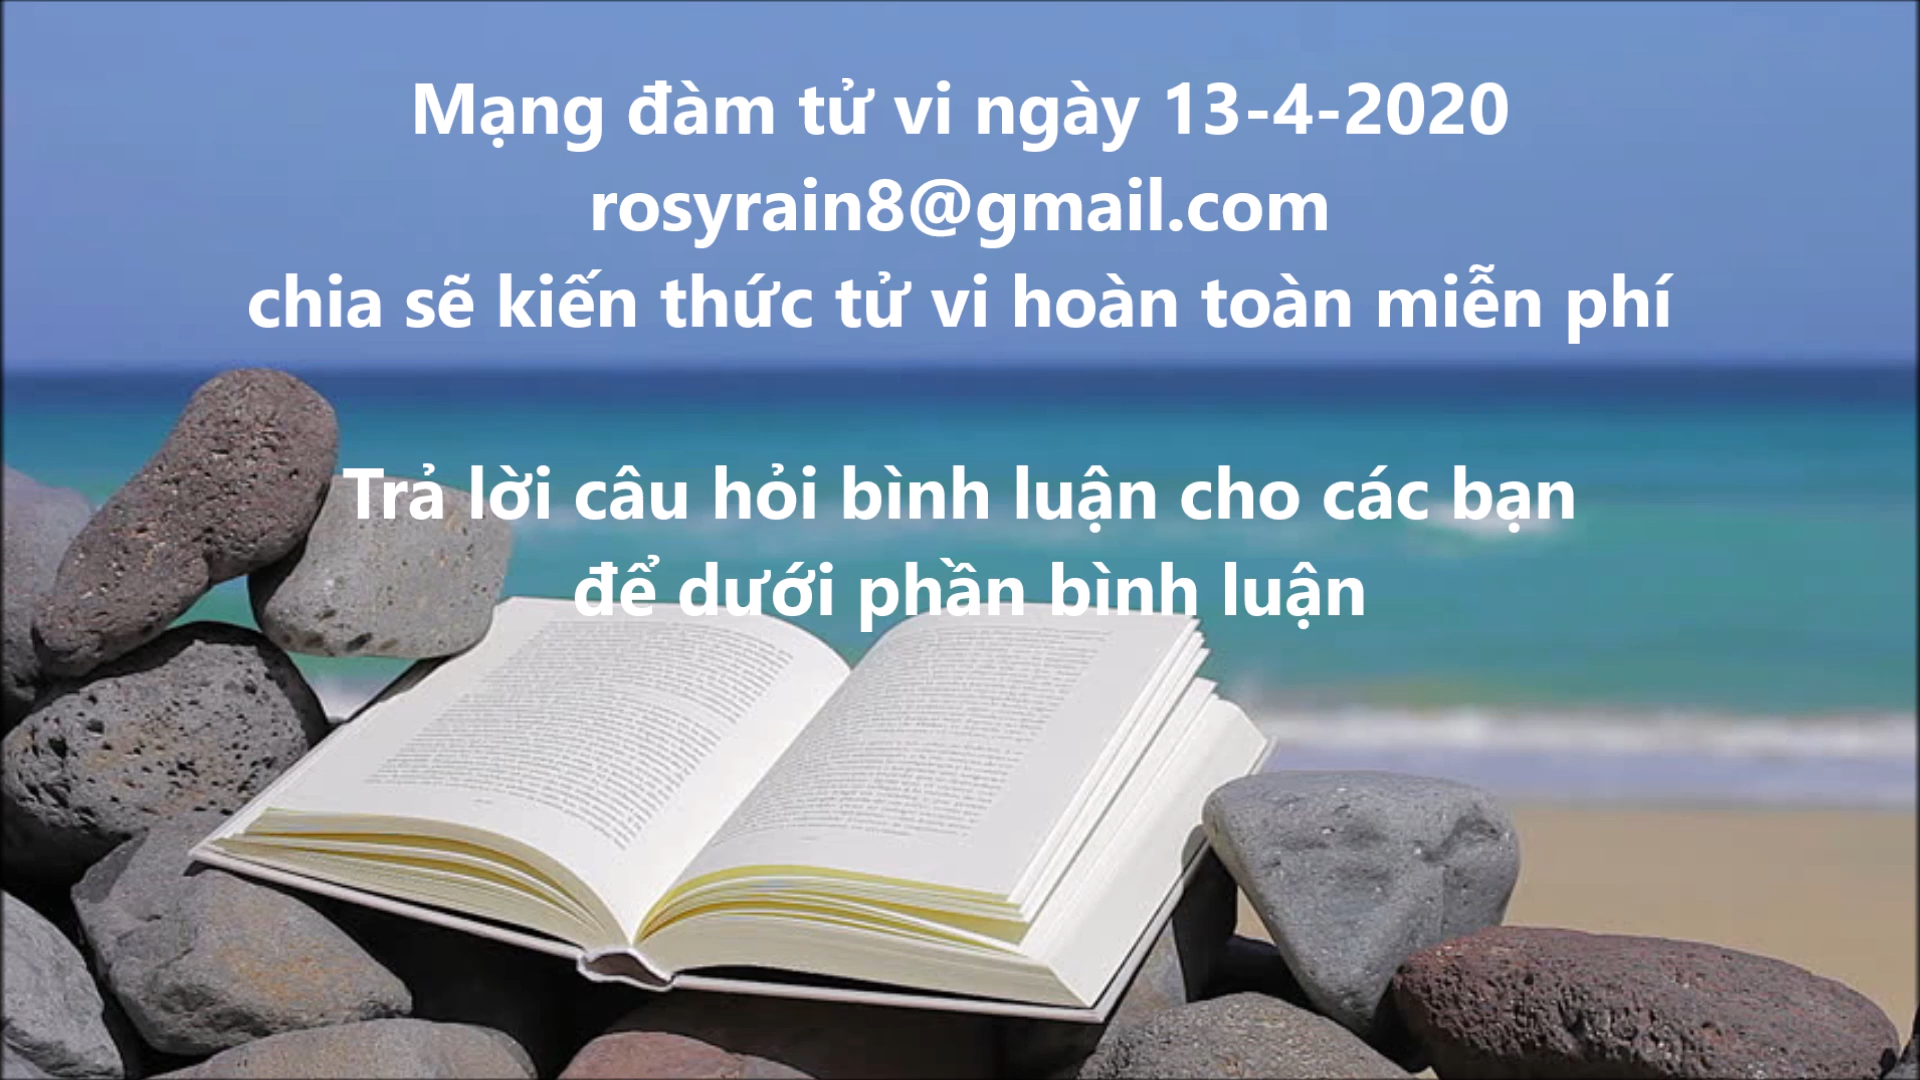 Mạng đàm tử vi ngày 13-4-2020
rosyrain8@gmail.com
chia sẽ kiến thức tử vi hoàn toàn miễn phí
Trả lời câu hỏi bình luận cho các bạn
để dưới phần bình luận